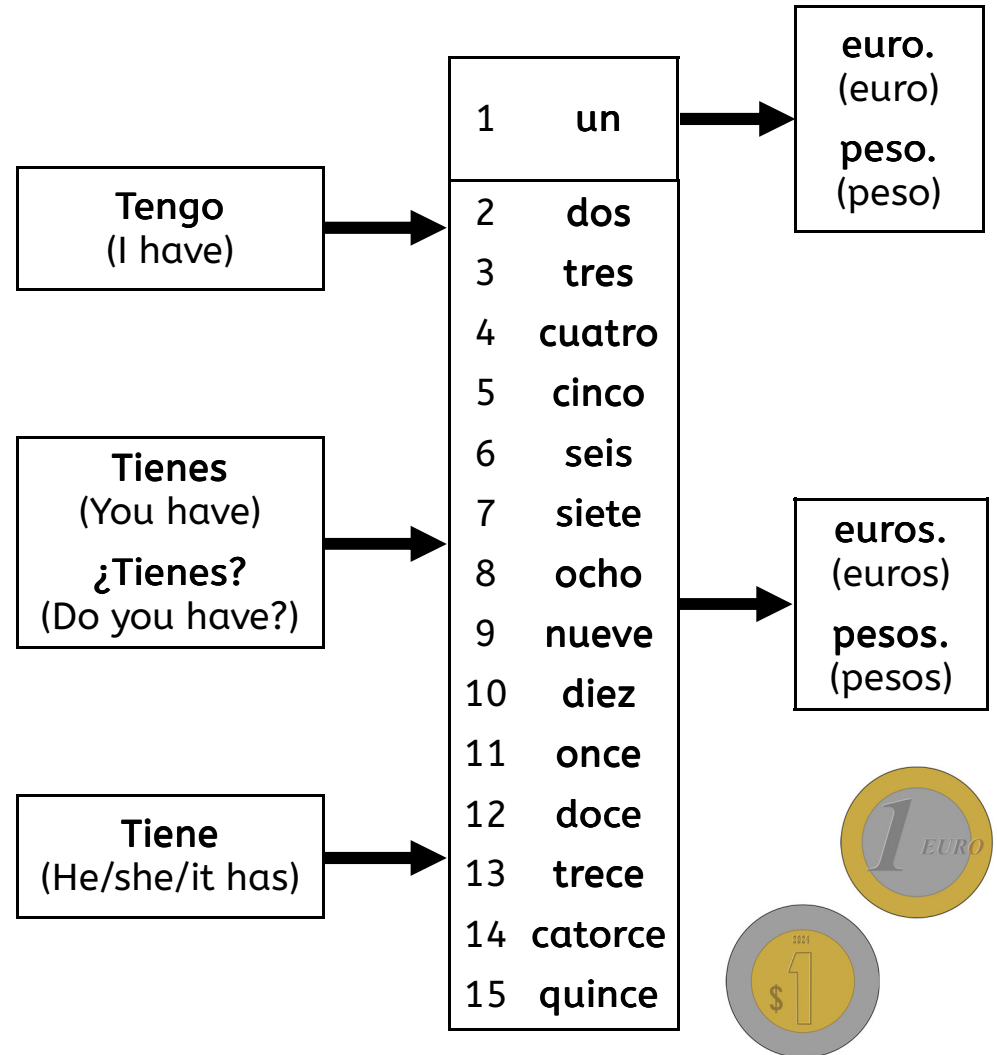 Tengo
(I have)
Tienes
(You have)
¿Tienes?
(Do you have?)
Tiene
(He/she/it has)
1 un
2 dos
3 tres
4 cuatro
5 cinco
6 seis
7 siete
8 ocho
9 nueve
10 diez
11 once
12 doce
13 trece
14 catorce
15 quince
euro.
(euro)
peso.
(peso)
euros.
(euros)
pesos.
(pesos)
1 EURO
2024
$1